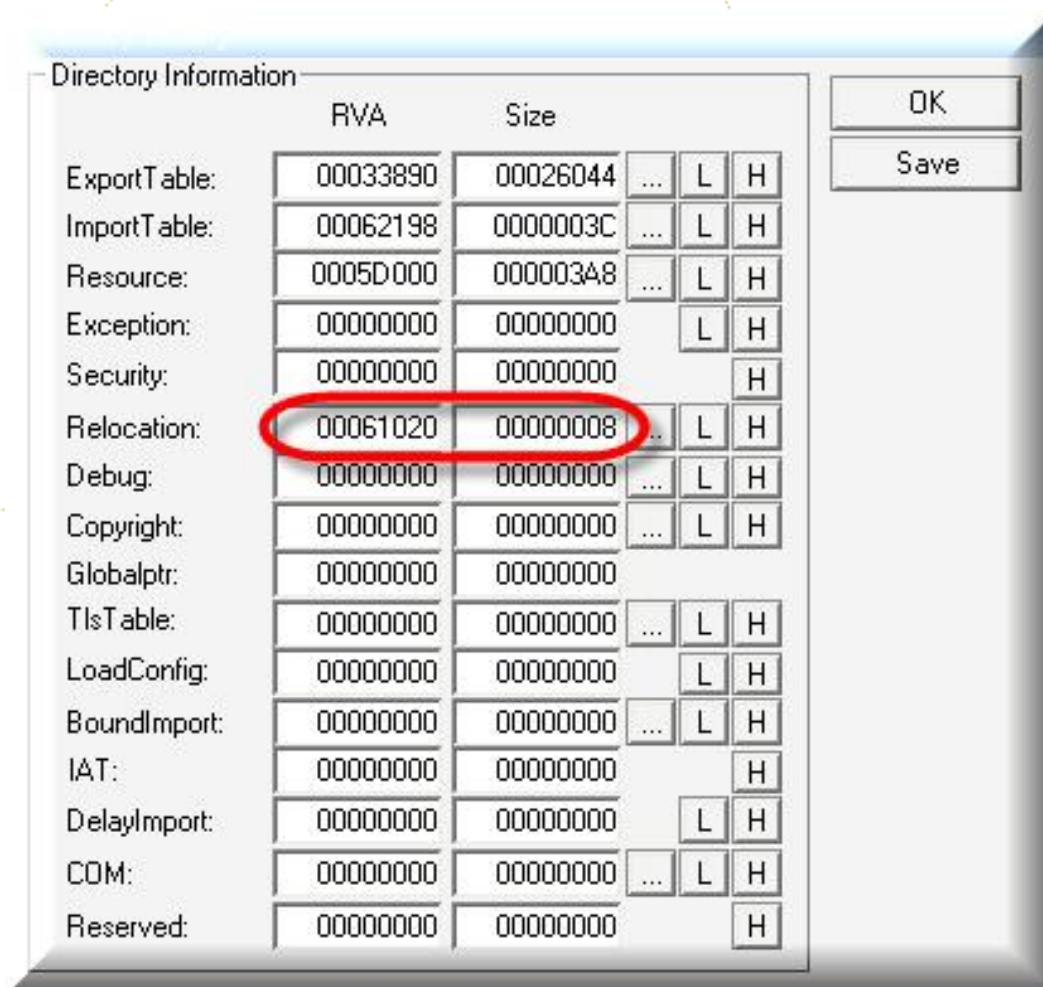 Directory Information
RVA Size
OK
Save
ExportTable: 00033890 00026044 ... L H
ImportTable: 00062198 0000003C ... L H
Resource: 0005D000 000003A8 ... L H
Exception: 00000000 00000000 L H
Security: 00000000 00000000 H
Relocation: 00061020 00000008 ... L H
Debug: 00000000 00000000 ... L H
Copyright: 00000000 00000000 ... L H
Globalptr: 00000000 00000000
TlsTable: 00000000 00000000 ... L H
LoadConfig: 00000000 00000000 L H
BoundImport: 00000000 00000000 ... L H
IAT: 00000000 00000000 H
DelayImport: 00000000 00000000 L H
COM: 00000000 00000000 ... L H
Reserved: 00000000 00000000 H